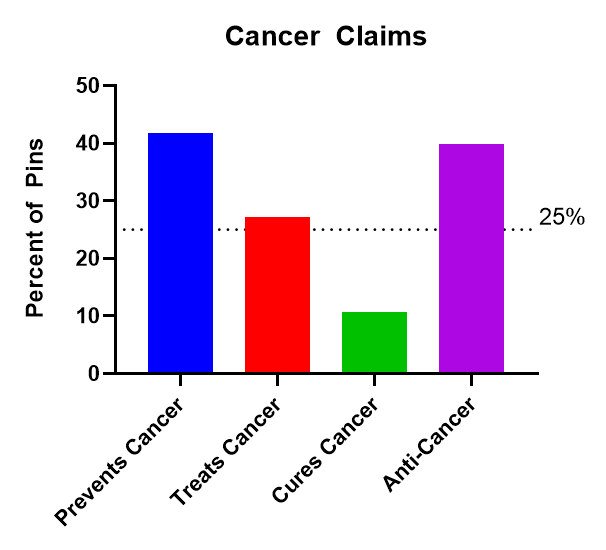 Cancer Claims
Percent of Pins
50
40
30
20
10
0
25%
Prevents Cancer
Treats Cancer
Cures Cancer
Anti-Cancer